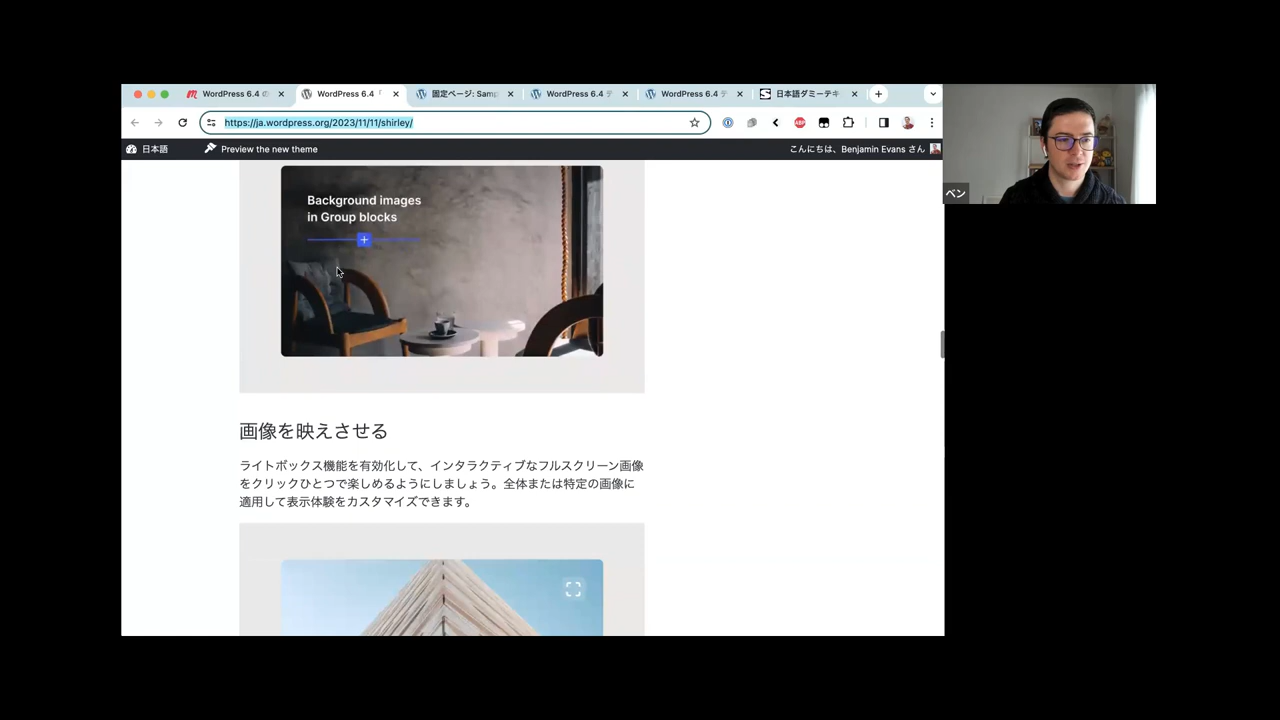 WordPress 6.4 の
WordPress 6.4「
固定ページ: Samp
WordPress 6.4 テ
WordPress 6.4 テ
日本語ダミーテキ
https://ja.wordpress.org/2023/11/11/shirley/
ABP
日本語
Preview the new theme
こんにちは、Benjamin Evans さん
ベン
Background images
in Group blocks
画像を映えさせる
ライトボックス機能を有効化して、インタラクティブなフルスクリーン画像
をクリックひとつで楽しめるようにしましょう。全体または特定の画像に
適用して表示体験をカスタマイズできます。